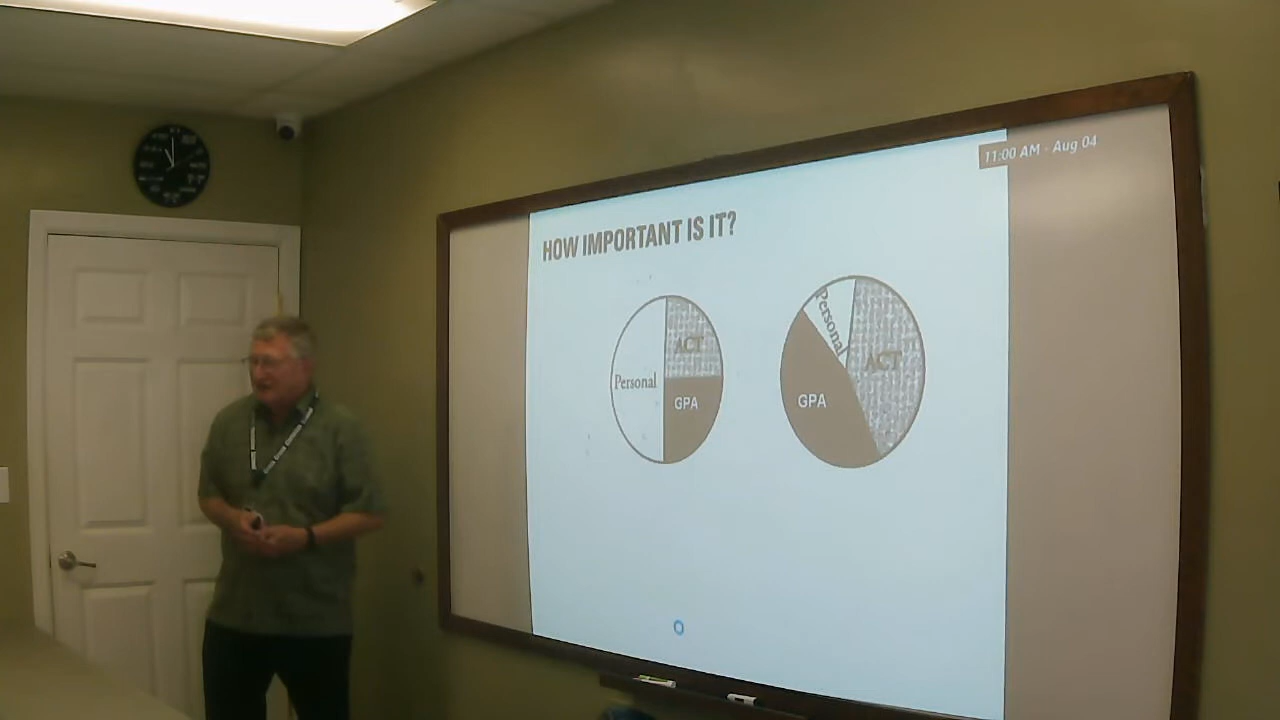 11:00 AM - Aug 04
HOW IMPORTANT IS IT?
Personal
ACT
GPA
Personal
ACT
GPA